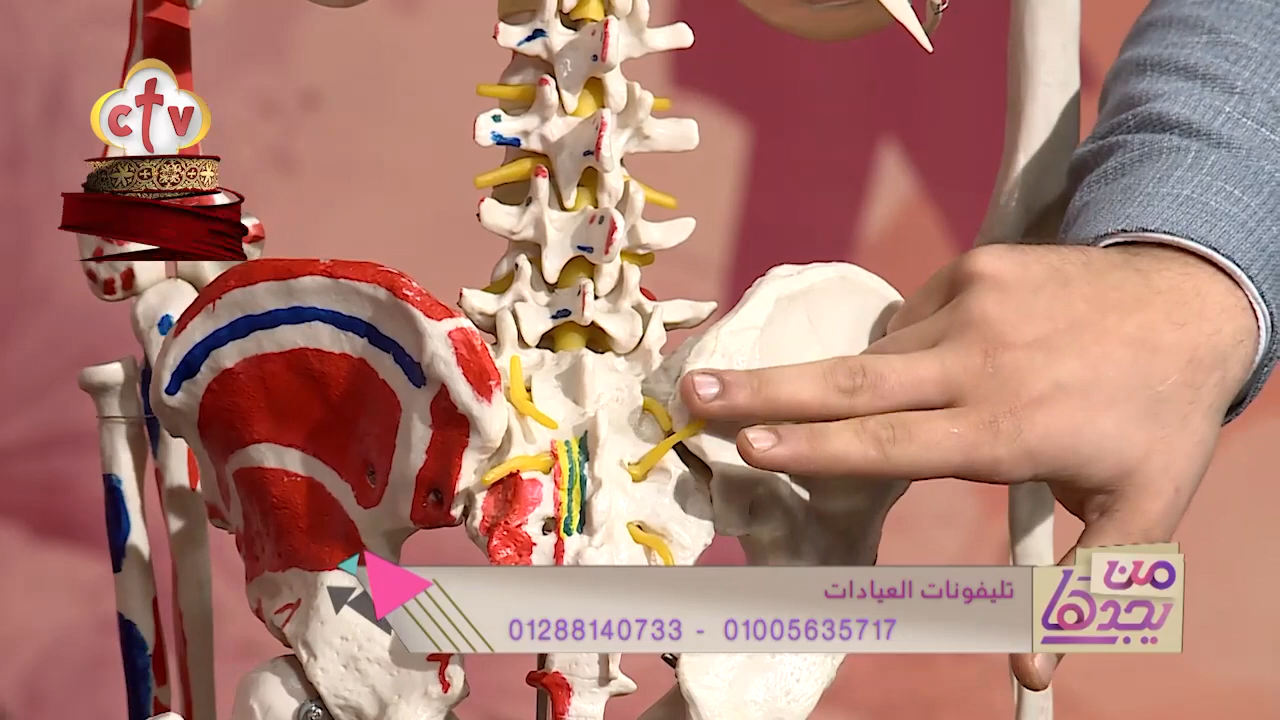 ctv
تليفونات العيادات
01288140733 - 01005635717
من
يجدها